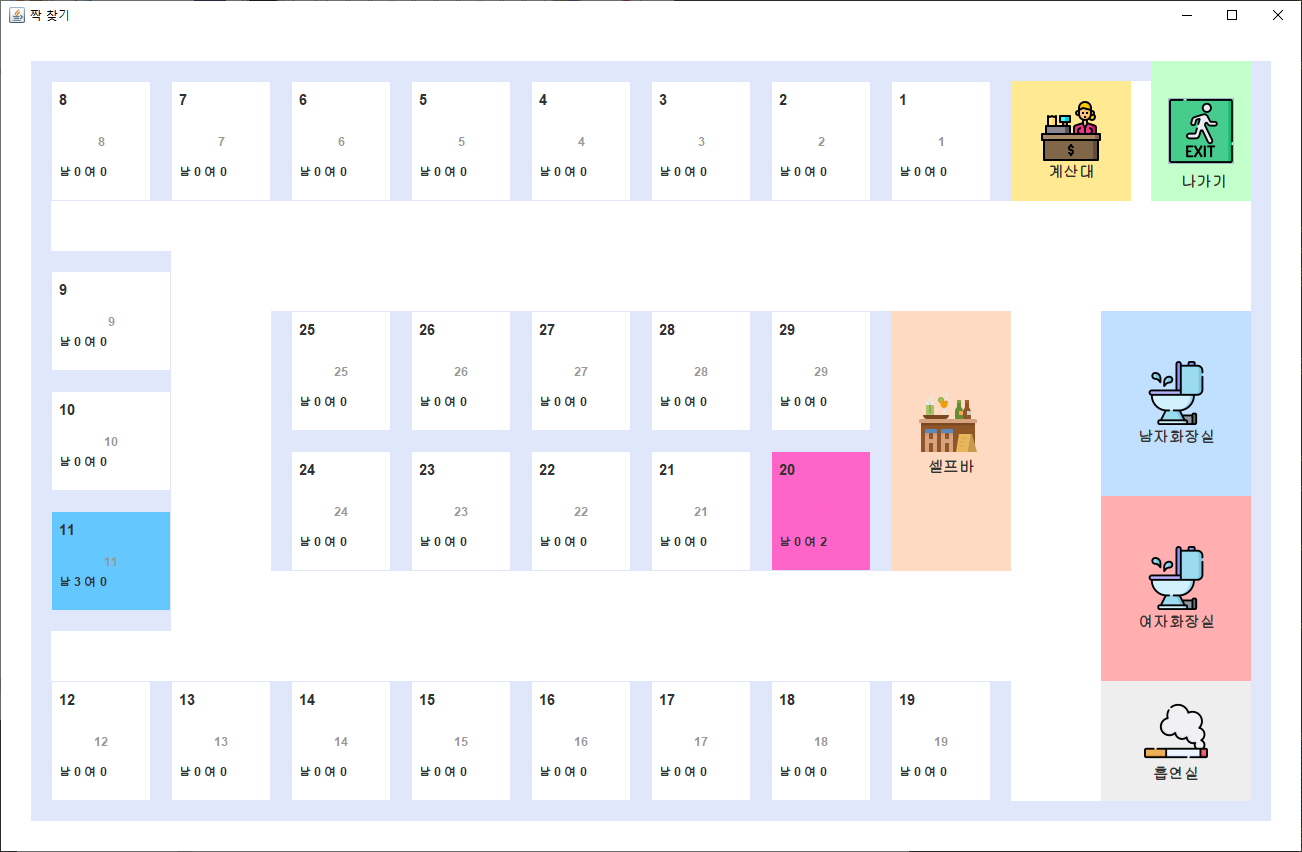 짝 찾기
8
8
남 0 여 0
7
7
남 0 여 0
6
6
남 0 여 0
5
5
남 0 여 0
4
4
남 0 여 0
3
3
남 0 여 0
2
2
남 0 여 0
1
1
남 0 여 0
$
계산대
EXIT
나가기
9
9
남 0 여 0
10
10
남 0 여 0
11
11
남 3 여 0
25
25
남 0 여 0
26
26
남 0 여 0
27
27
남 0 여 0
28
28
남 0 여 0
29
29
남 0 여 0
24
24
남 0 여 0
23
23
남 0 여 0
22
22
남 0 여 0
21
21
남 0 여 0
20
남 0 여 2
셀프바
남자화장실
여자화장실
12
12
남 0 여 0
13
13
남 0 여 0
14
14
남 0 여 0
15
15
남 0 여 0
16
16
남 0 여 0
17
17
남 0 여 0
18
18
남 0 여 0
19
19
남 0 여 0
흡연실